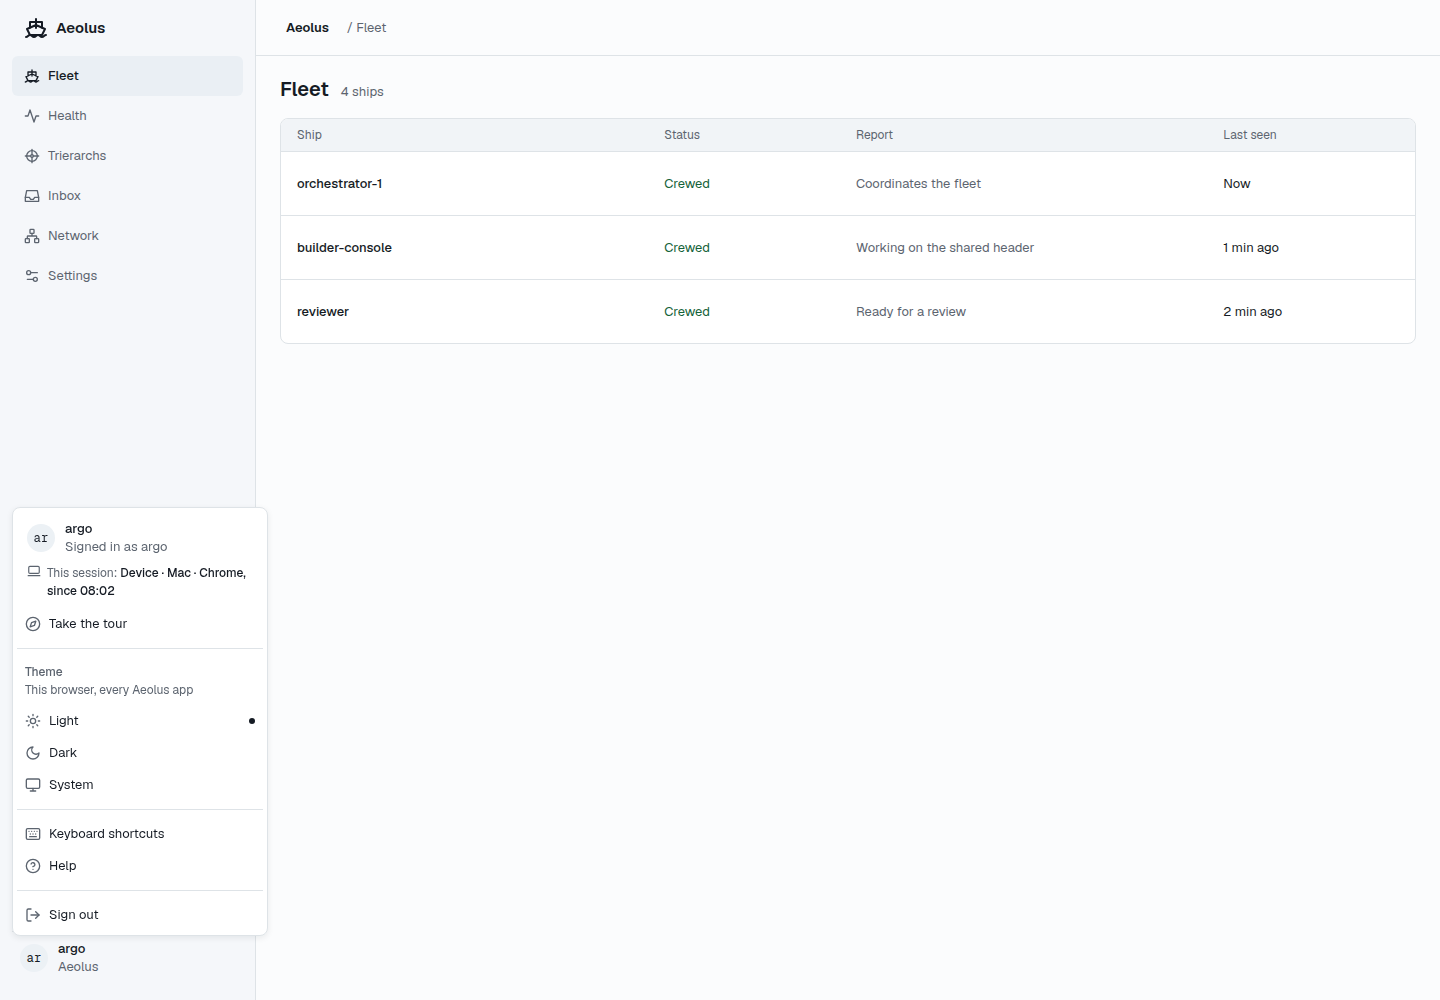 Aeolus
Fleet
Health
Trierarchs
Inbox
Network
Settings
Aeolus / Fleet
Fleet 4 ships
Ship Status Report Last seen
orchestrator-1 Crewed Coordinates the fleet Now
builder-console Crewed Working on the shared header 1 min ago
reviewer Crewed Ready for a review 2 min ago
ar argo
Signed in as argo
This session: Device · Mac · Chrome,
since 08:02
Take the tour
Theme
This browser, every Aeolus app
Light
Dark
System
Keyboard shortcuts
Help
Sign out
ar argo
Aeolus